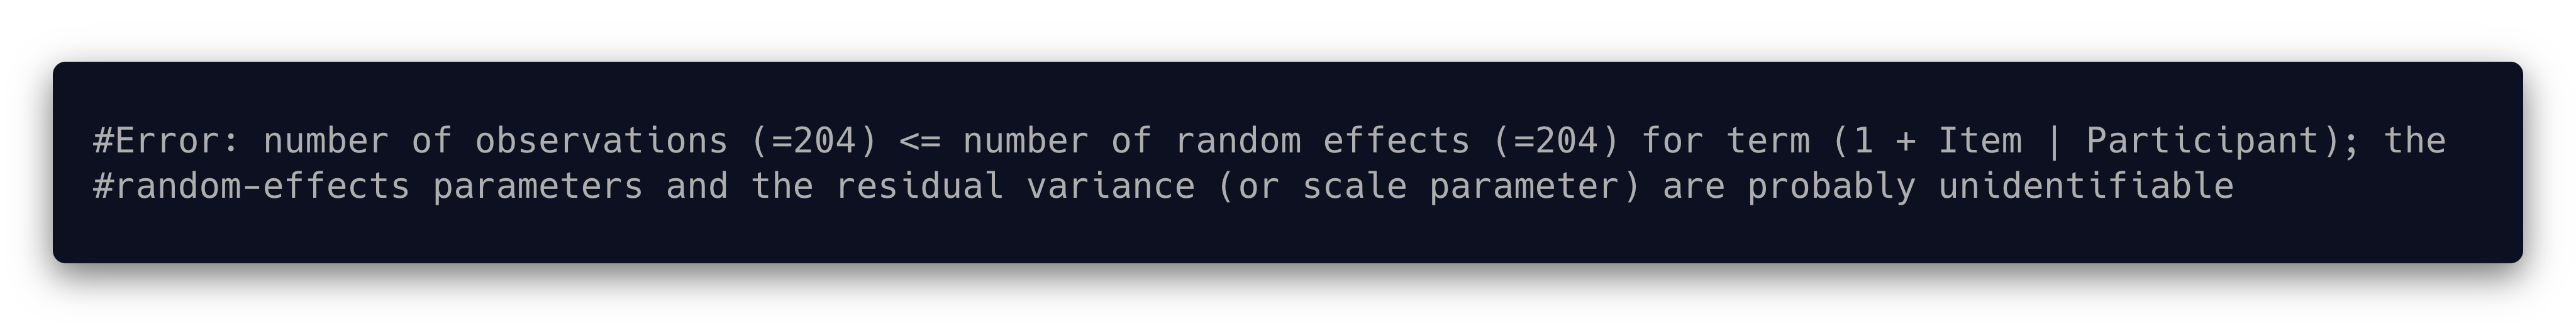 #Error: number of observations (=204) <= number of random effects (=204) for term (1 + Item | Participant); the
#random-effects parameters and the residual variance (or scale parameter) are probably unidentifiable